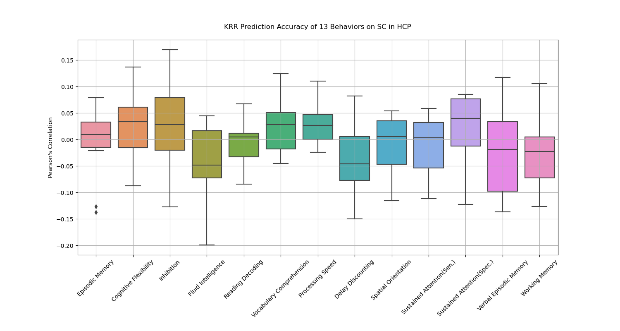 KRR Prediction Accuracy of 13 Behaviors on SC in HCP
Pearson's Correlation
0.15
0.10
0.05
0.00
−0.05
−0.10
−0.15
−0.20
Episodic Memory
Cognitive Flexibility
Inhibition
Fluid Intelligence
Reading Decoding
Vocabulary Comprehension
Processing Speed
Delay Discounting
Spatial Orientation
Sustained Attention(Sen.)
Sustained Attention(Spec.)
Verbal Episodic Memory
Working Memory